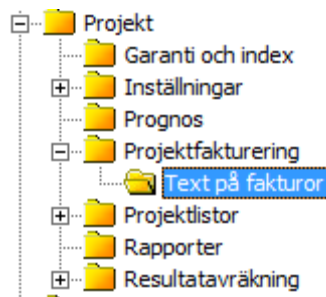 Projekt
Garanti och index
Inställningar
Prognos
Projektfakturering
Text på fakturor
Projektlistor
Rapporter
Resultatavräkning